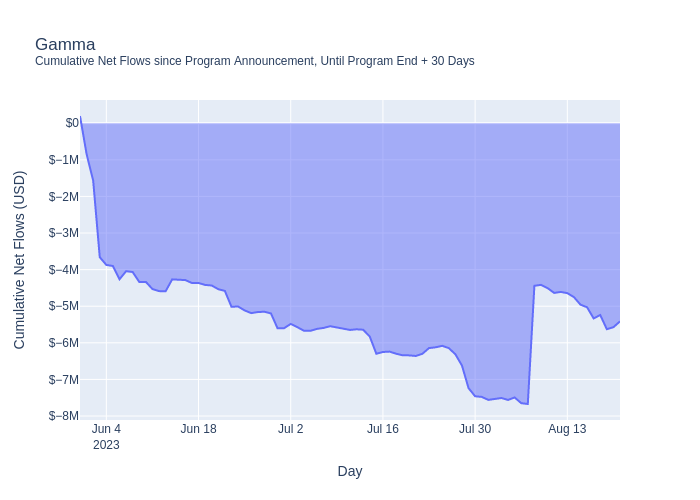 Gamma
Cumulative Net Flows since Program Announcement, Until Program End + 30 Days
Cumulative Net Flows (USD)
$0
$−1M
$−2M
$−3M
$−4M
$−5M
$−6M
$−7M
$−8M
Jun 4
2023
Jun 18
Jul 2
Jul 16
Jul 30
Aug 13
Day